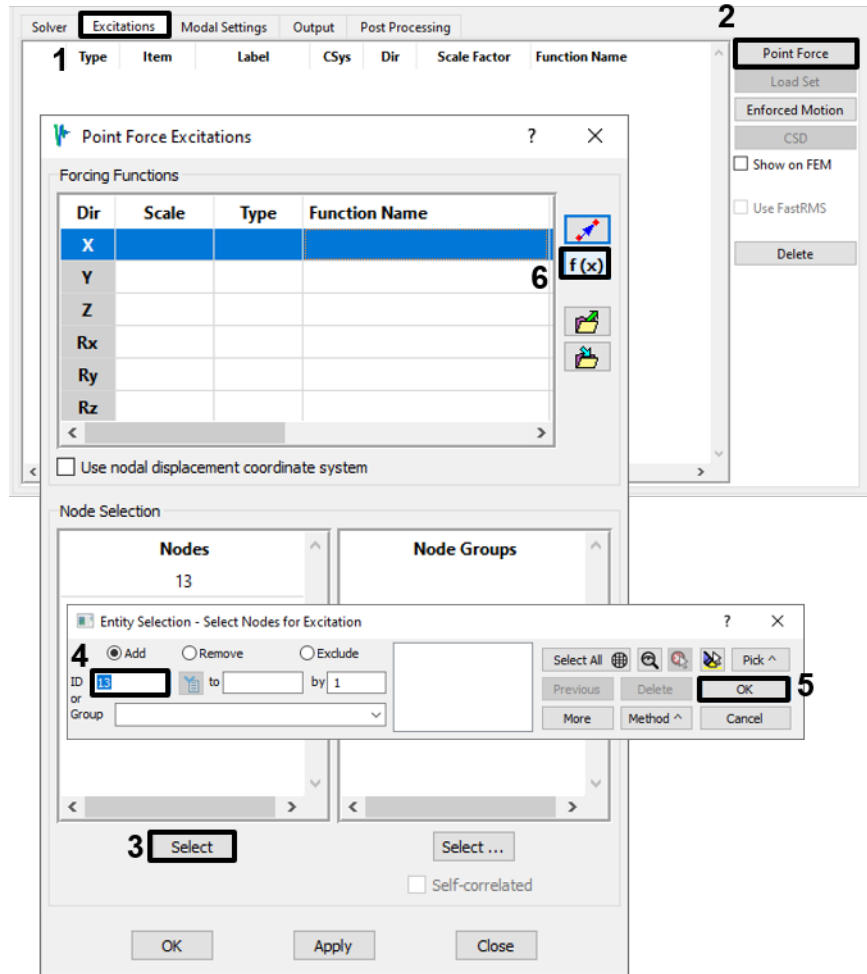 Solver Excitations Modal Settings Output Post Processing
2
1 Type Item Label CSys Dir Scale Factor Function Name
Point Force
Load Set
Enforced Motion
CSD
Show on FEM
Use FastRMS
Delete
Point Force Excitations ? ×
Forcing Functions
Dir Scale Type Function Name
X
Y
Z
Rx
Ry
Rz
6 f (x)
Use nodal displacement coordinate system
Node Selection
Nodes Node Groups
13
Entity Selection - Select Nodes for Excitation ? ×
4 Add Remove Exclude
ID 13 to by 1
or
Group
Select All Pick ^
Previous Delete OK 5
More Method ^ Cancel
3 Select Select ...
Self-correlated
OK Apply Close